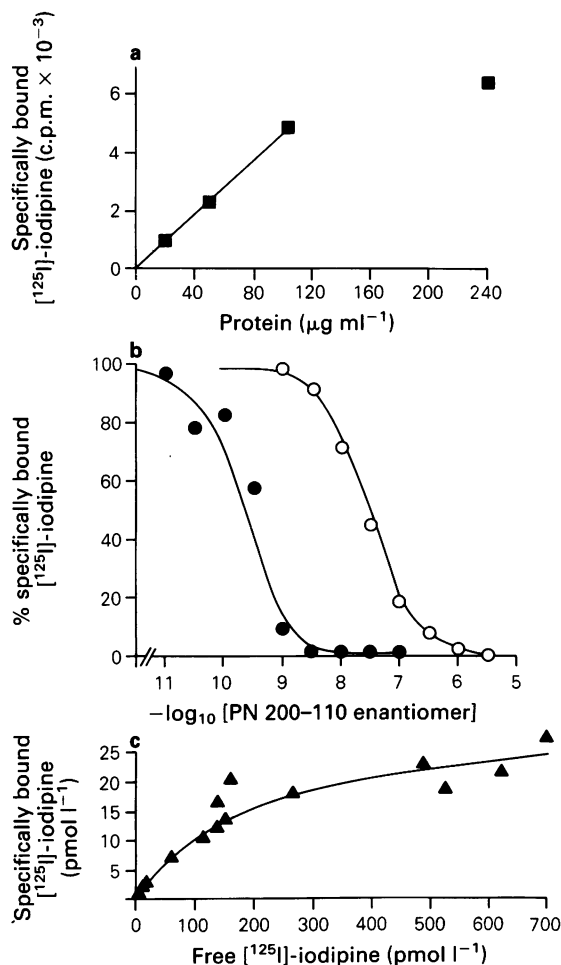 a
Specifically bound
[¹²⁵I]-iodipine (c.p.m. × 10⁻³)
6
4
2
0
0 40 80 120 160 200 240
Protein (μg ml⁻¹)
b
% specifically bound
[¹²⁵I]-iodipine
100
80
60
40
20
0
11 10 9 8 7 6 5
−log₁₀ [PN 200–110 enantiomer]
c
Specifically bound
[¹²⁵I]-iodipine
(pmol l⁻¹)
25
20
15
10
5
0 100 200 300 400 500 600 700
Free [¹²⁵I]-iodipine (pmol l⁻¹)